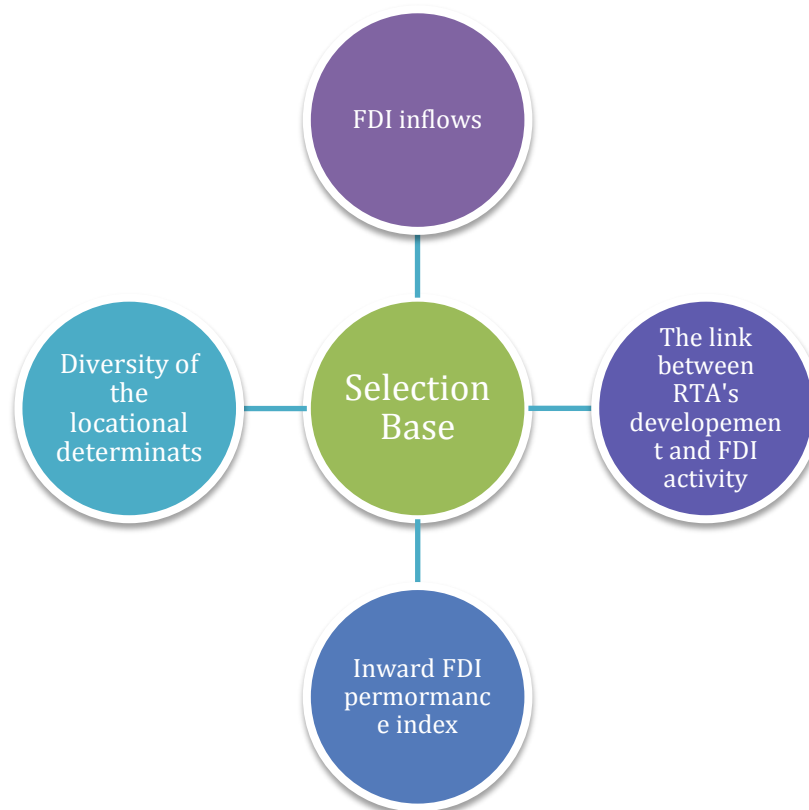 FDI inflows
Diversity of
the
locational
determinats
Selection
Base
The link
between
RTA's
developemen
t and FDI
activity
Inward FDI
permormanc
e index